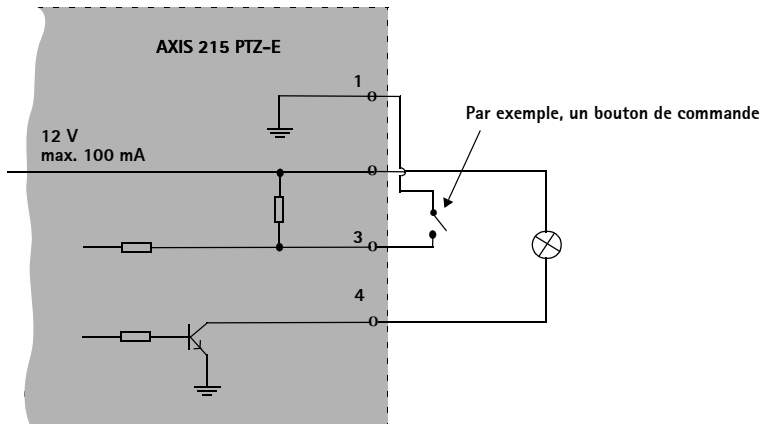 AXIS 215 PTZ-E
1
Par exemple, un bouton de commande
12 V
max. 100 mA
3
4